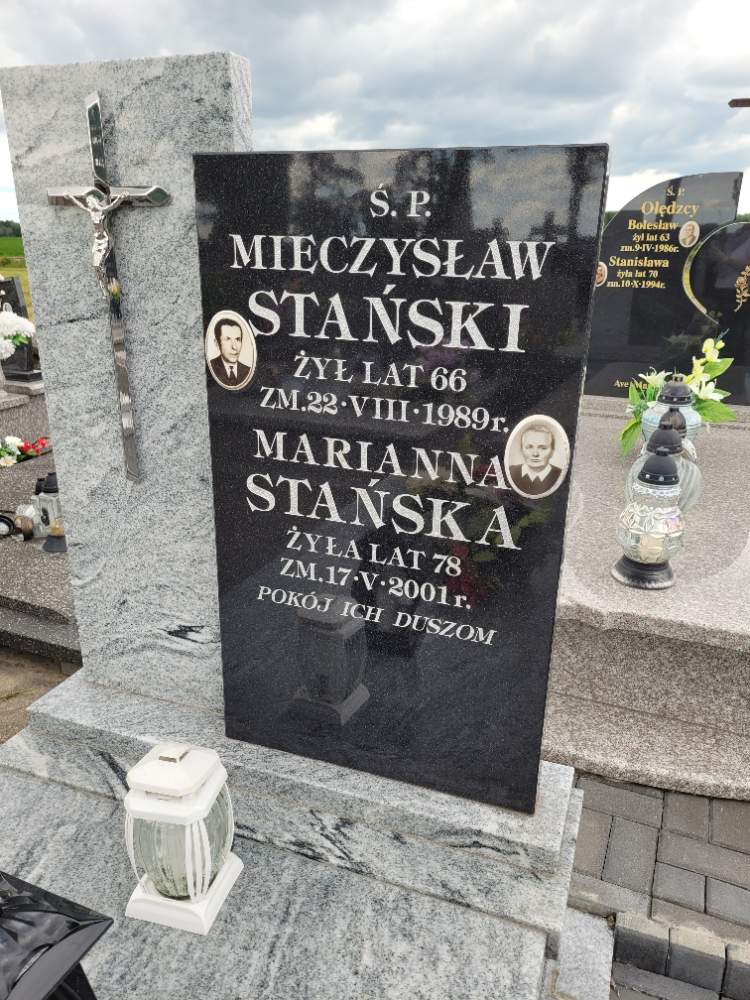 Ś. P.
MIECZYSŁAW
STAŃSKI
ŻYŁ LAT 66
ZM.22·VIII·1989r.
MARIANNA
STAŃSKA
ŻYŁA LAT 78
ZM.17·V·2001r.
POKÓJ ICH DUSZOM
Ś. P.
Olędzcy
Bolesław
żył lat 63
zm.9·IV·1986r.
Stanisława
żyła lat 70
zm.10·X·1994r.
Ave